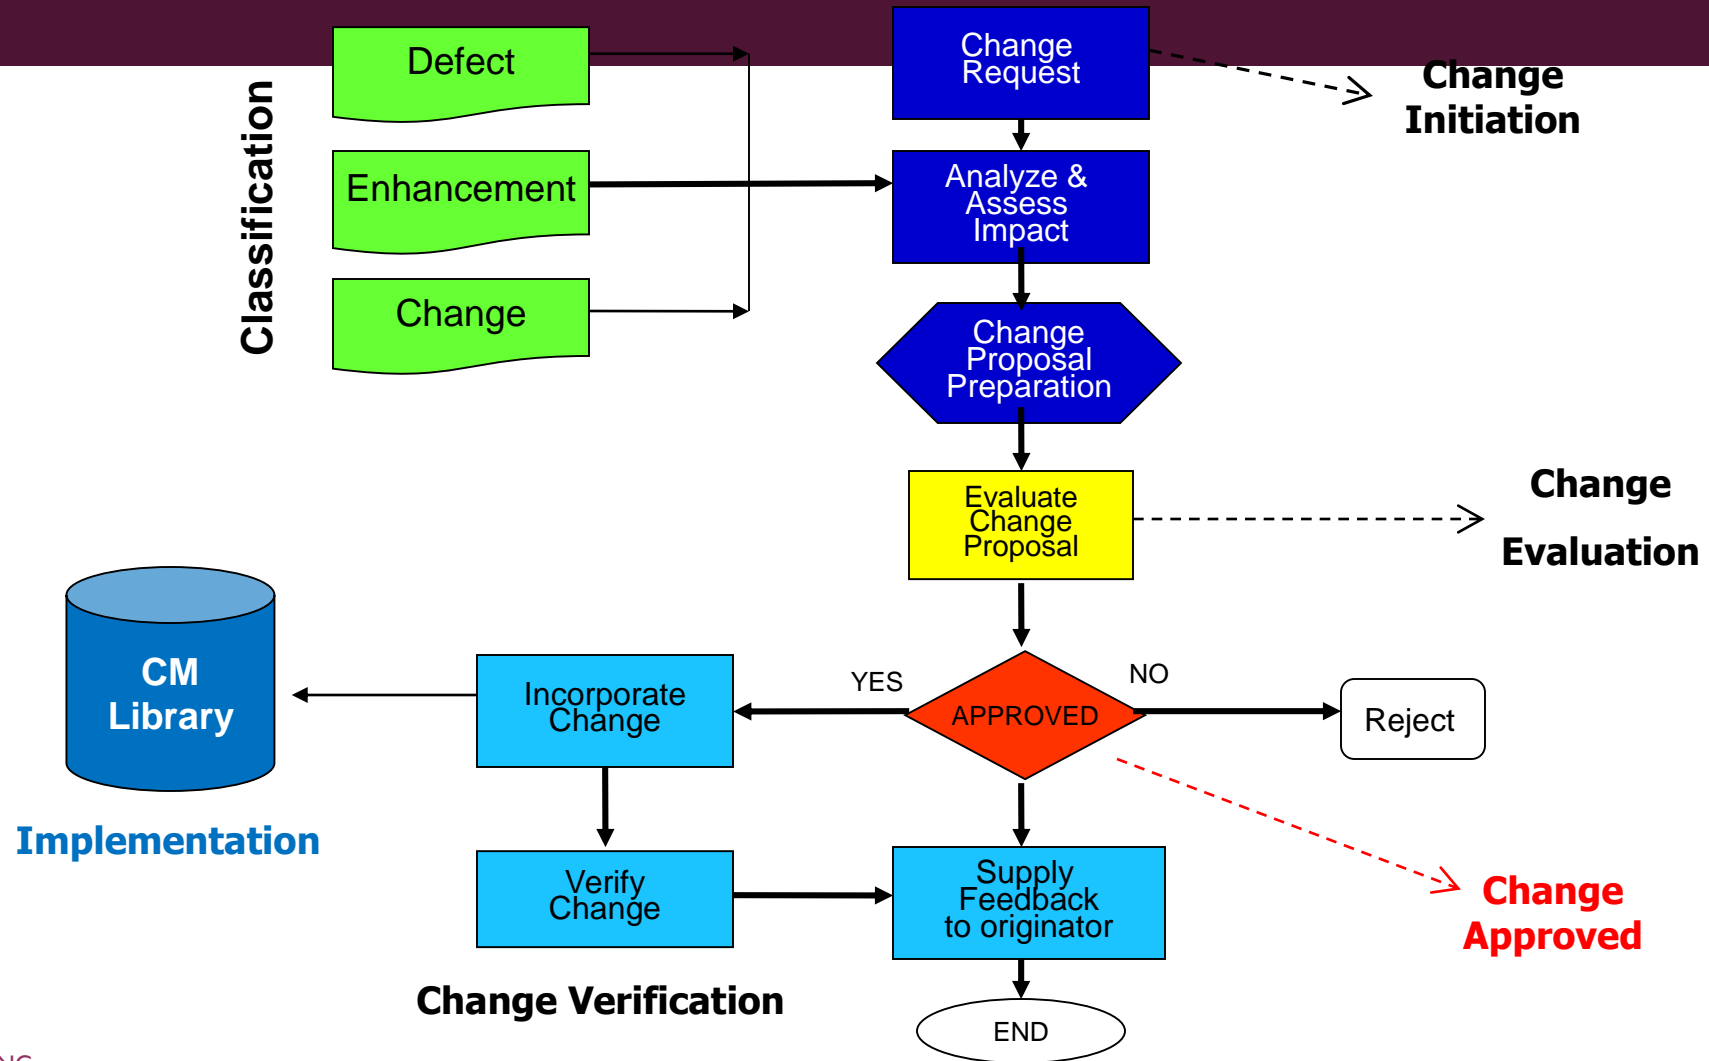 Defect
Change
Request
Change
Initiation
Classification
Enhancement
Analyze &
Assess
Impact
Change
Change
Proposal
Preparation
Evaluate
Change
Proposal
Change
Evaluation
CM
Library
Incorporate
Change
YES
APPROVED
NO
Reject
Implementation
Verify
Change
Supply
Feedback
to originator
Change
Approved
Change Verification
END